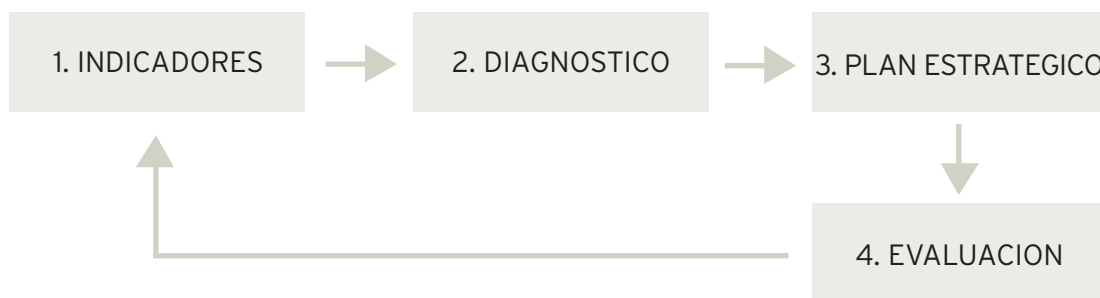 1. INDICADORES
2. DIAGNOSTICO
3. PLAN ESTRATEGICO
4. EVALUACION